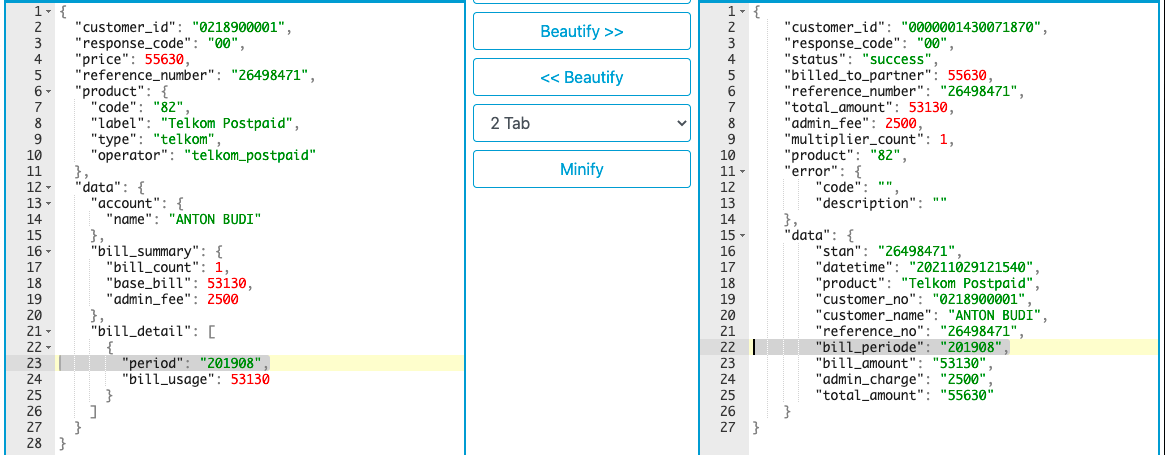 1 {
2 "customer_id": "0218900001",
3 "response_code": "00",
4 "price": 55630,
5 "reference_number": "26498471",
6 "product": {
7 "code": "82",
8 "label": "Telkom Postpaid",
9 "type": "telkom",
10 "operator": "telkom_postpaid"
11 },
12 "data": {
13 "account": {
14 "name": "ANTON BUDI"
15 },
16 "bill_summary": {
17 "bill_count": 1,
18 "base_bill": 53130,
19 "admin_fee": 2500
20 },
21 "bill_detail": [
22 {
23 "period": "201908",
24 "bill_usage": 53130
25 }
26 ]
27 }
28 }
Beautify >>
<< Beautify
2 Tab
Minify
1 {
2 "customer_id": "0000001430071870",
3 "response_code": "00",
4 "status": "success",
5 "billed_to_partner": 55630,
6 "reference_number": "26498471",
7 "total_amount": 53130,
8 "admin_fee": 2500,
9 "multiplier_count": 1,
10 "product": "82",
11 "error": {
12 "code": "",
13 "description": ""
14 },
15 "data": {
16 "stan": "26498471",
17 "datetime": "20211029121540",
18 "product": "Telkom Postpaid",
19 "customer_no": "0218900001",
20 "customer_name": "ANTON BUDI",
21 "reference_no": "26498471",
22 "bill_periode": "201908",
23 "bill_amount": "53130",
24 "admin_charge": "2500",
25 "total_amount": "55630"
26 }
27 }